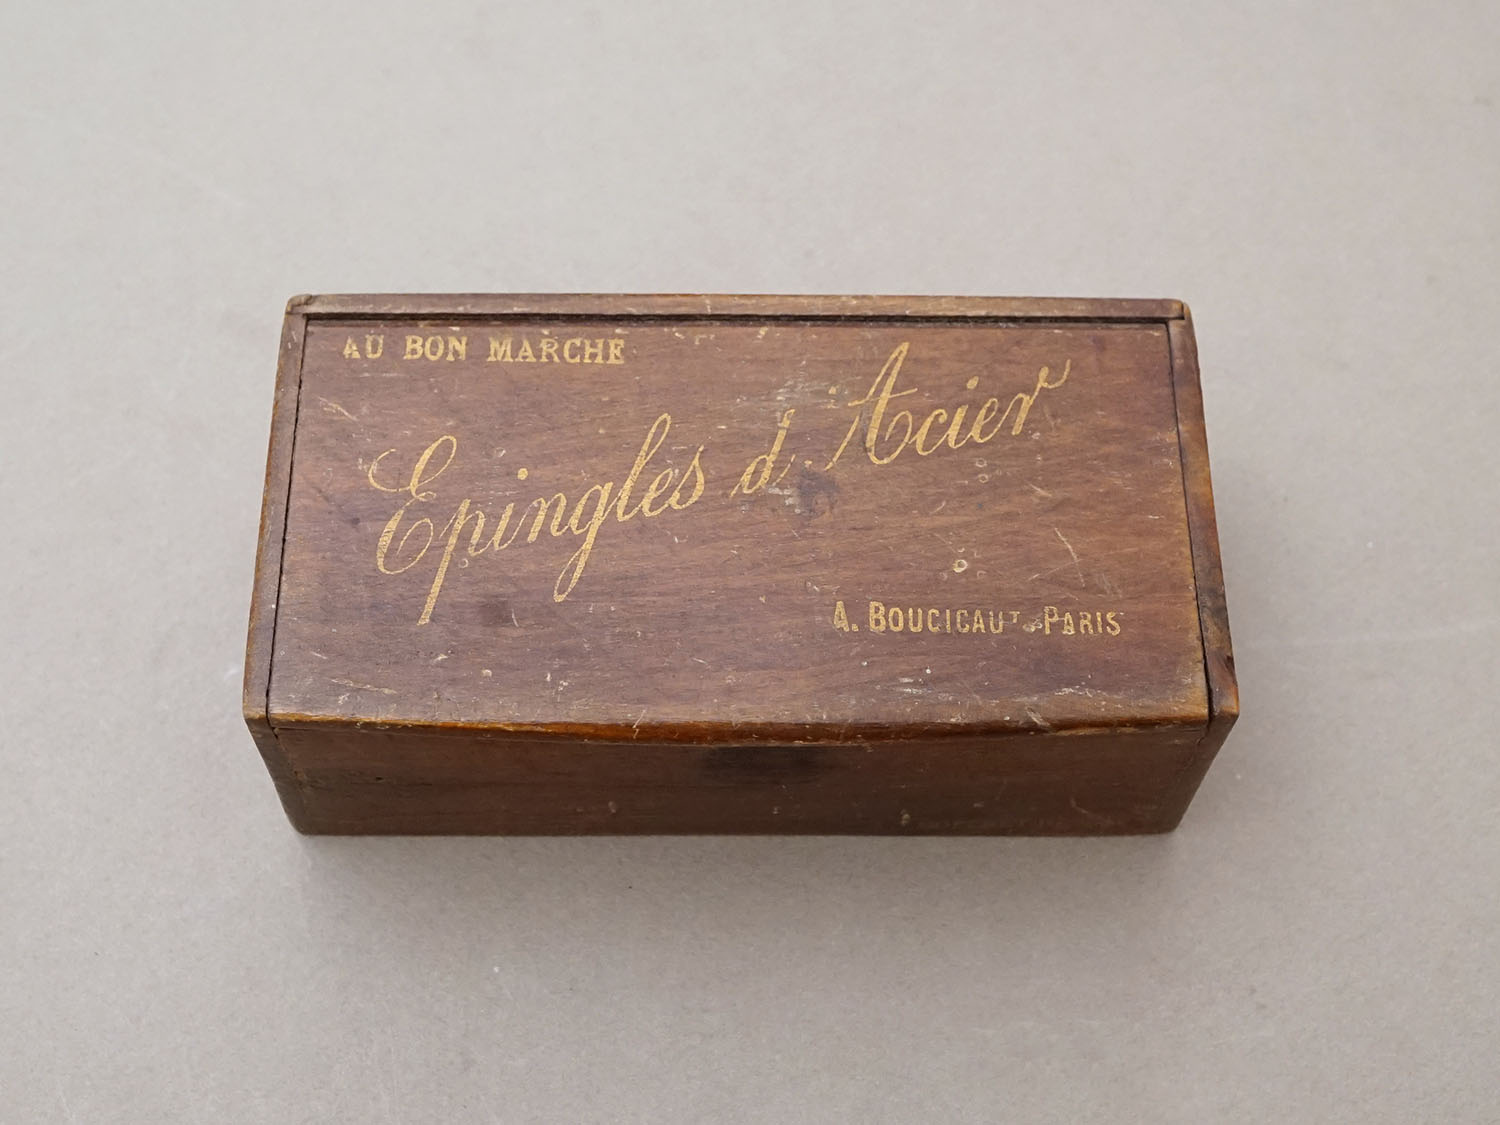 AU BON MARCHE
Epingles d'Acier
A. BOUCICAUT PARIS